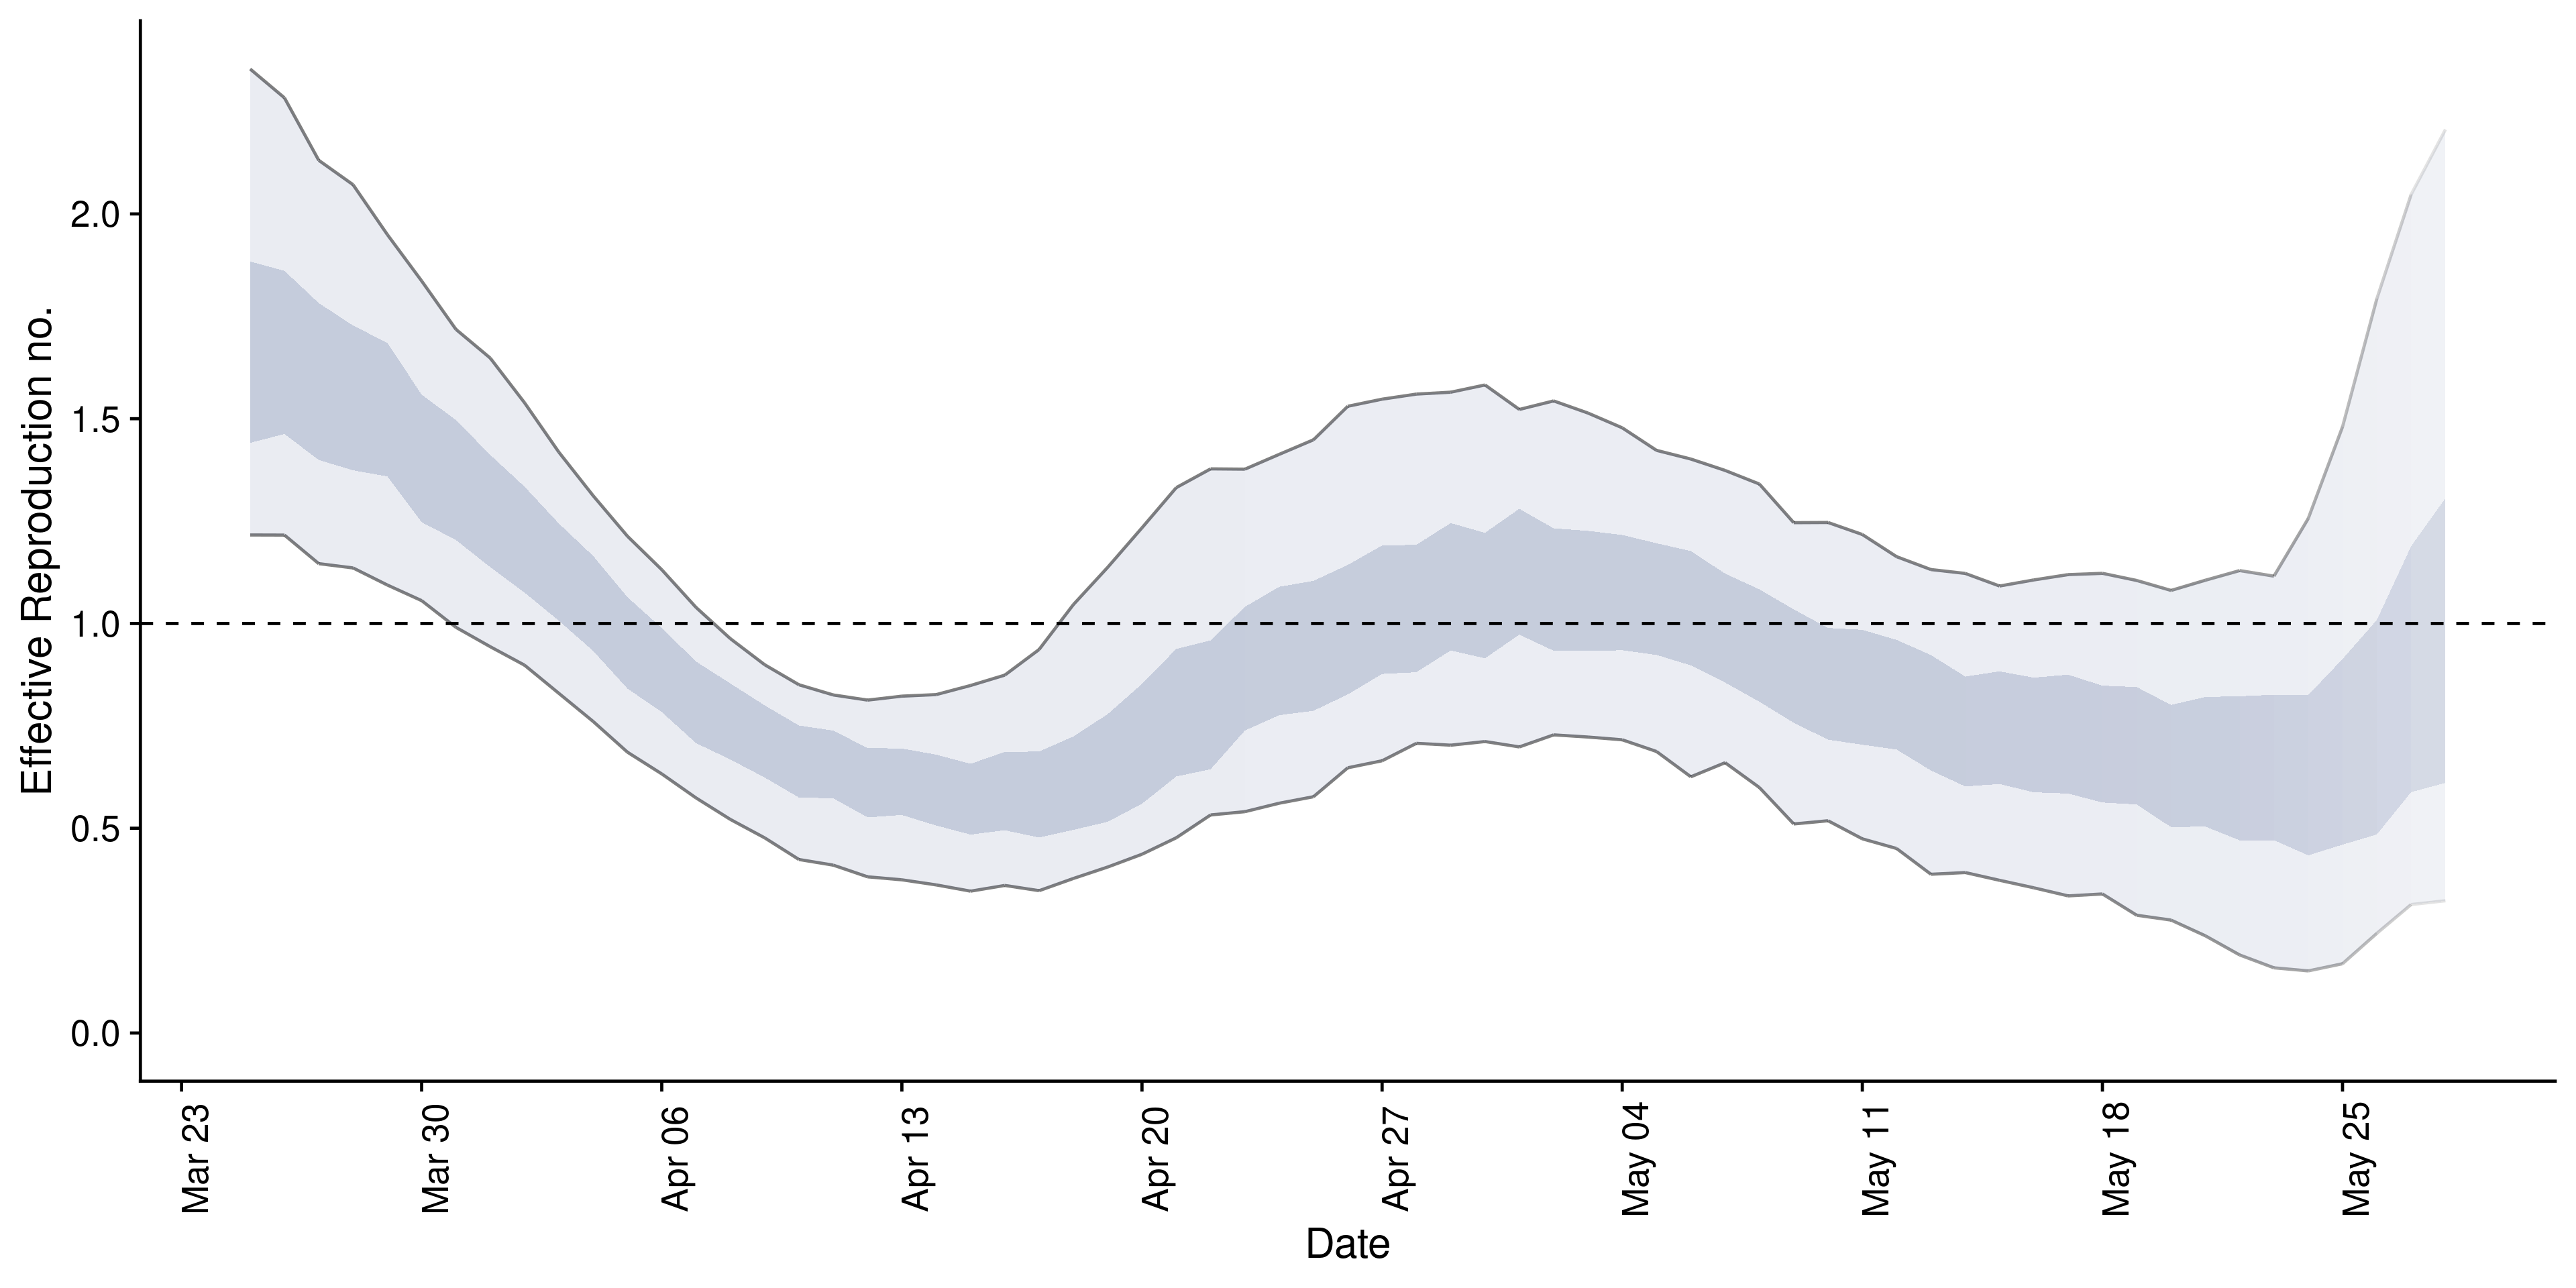 Effective Reproduction no.
2.0
1.5
1.0
0.5
0.0
Mar 23
Mar 30
Apr 06
Apr 13
Apr 20
Apr 27
May 04
May 11
May 18
May 25
Date